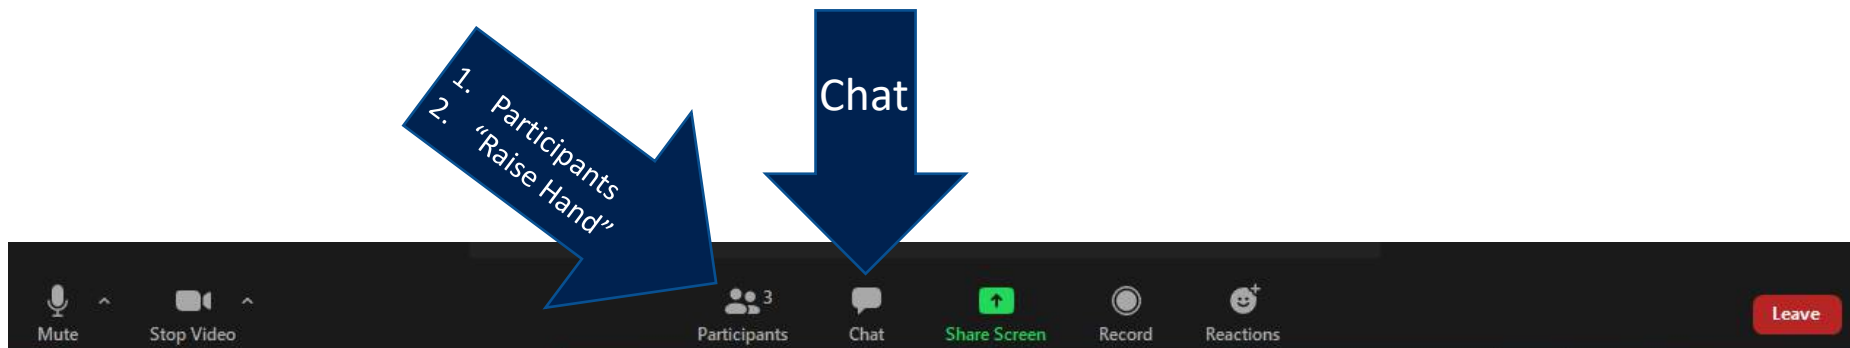 1. Participants
2. “Raise Hand”
Chat
Mute
Stop Video
3
Participants
Chat
Share Screen
Record
Reactions
Leave